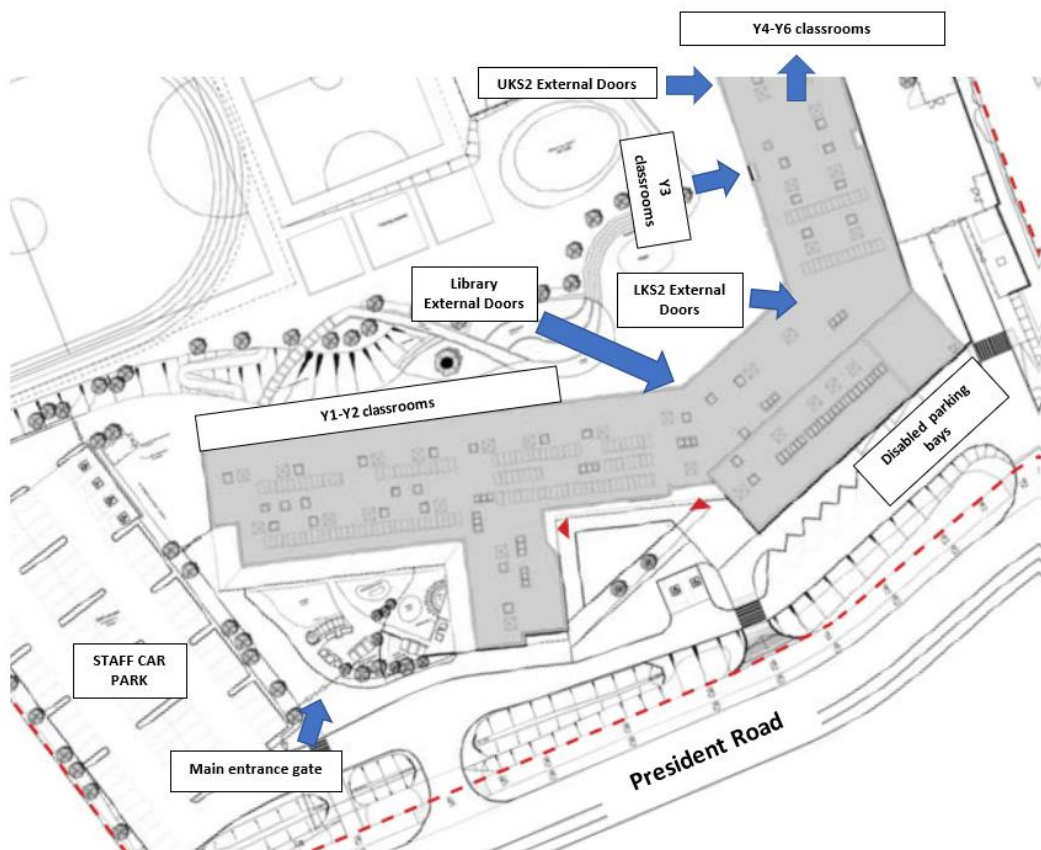 Y4-Y6 classrooms
UKS2 External Doors
Y3
classrooms
Library
External Doors
LKS2 External
Doors
Y1-Y2 classrooms
Disabled parking
bays
STAFF CAR
PARK
Main entrance gate
President Road